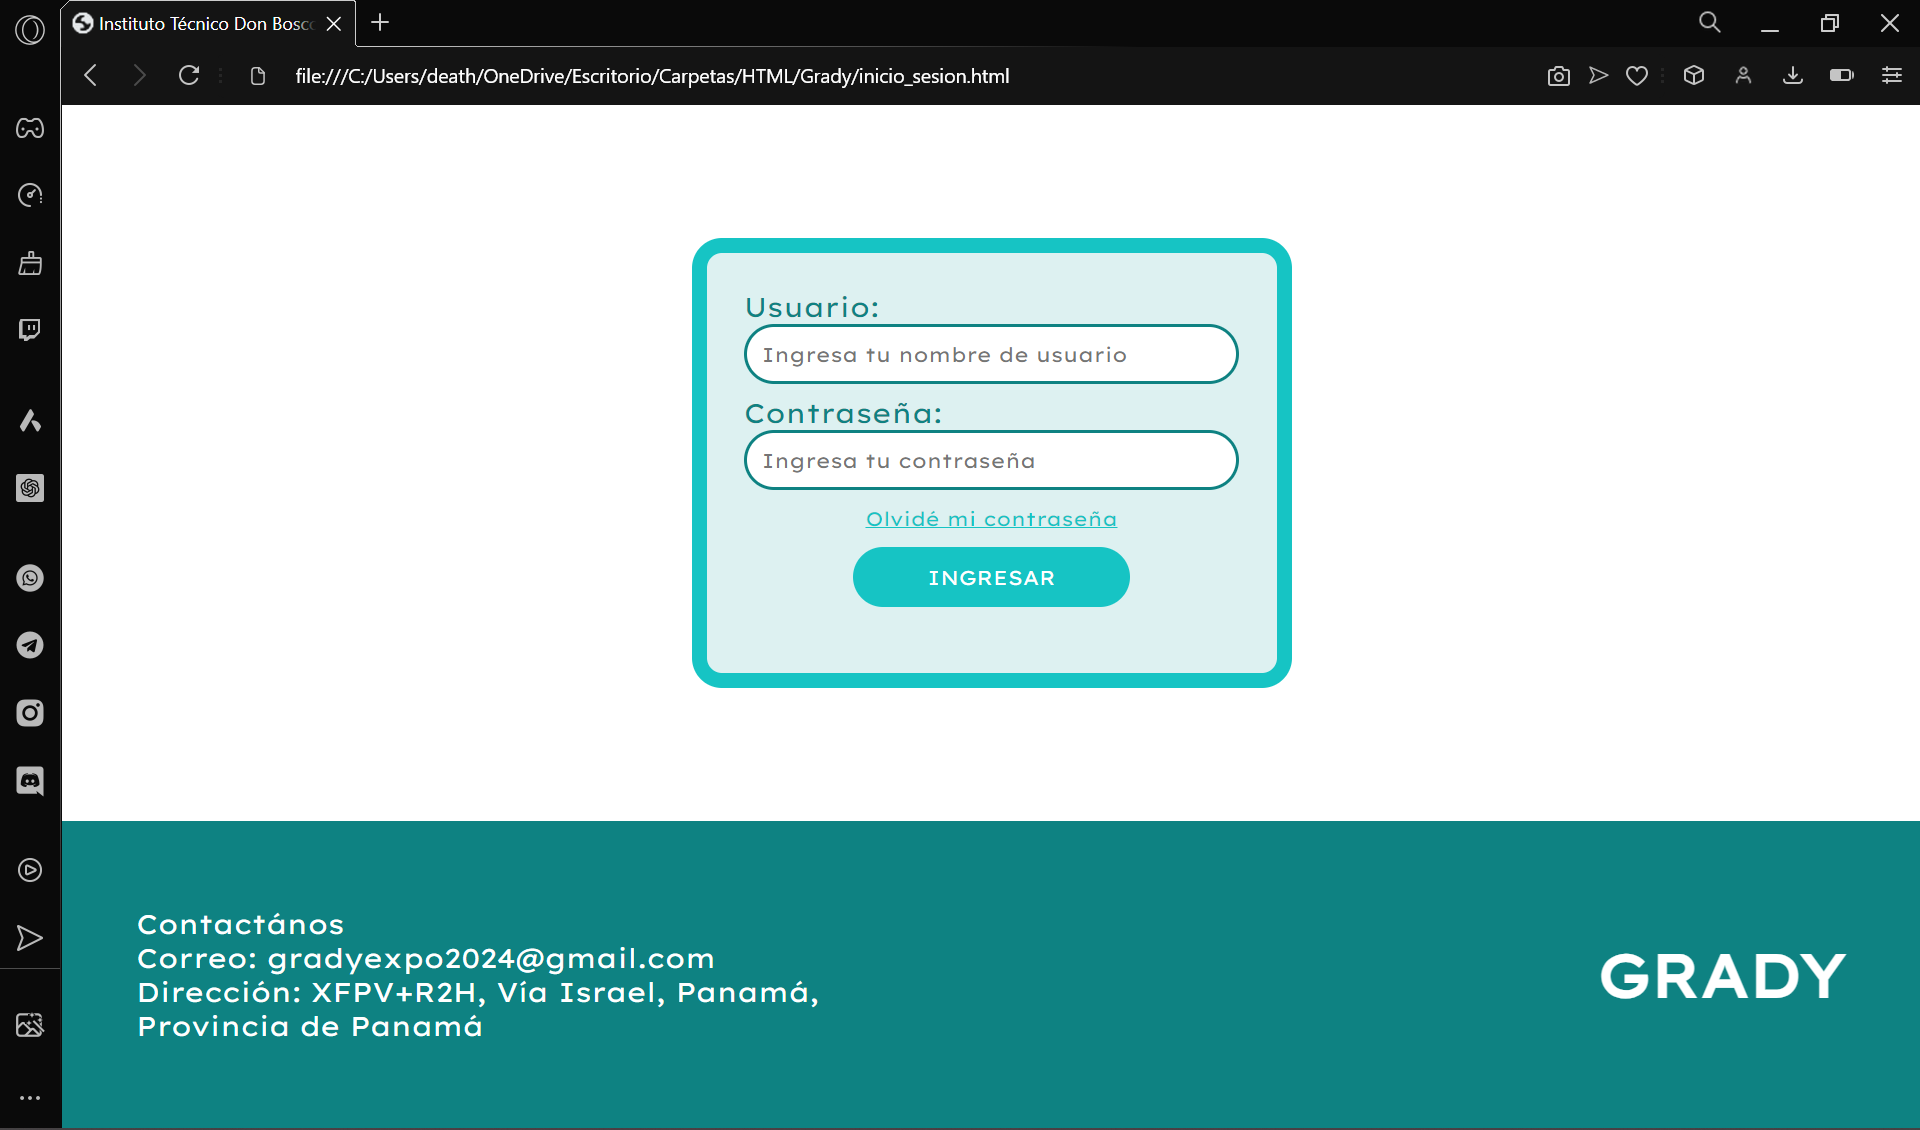 Instituto Técnico Don Bosco
file:///C:/Users/death/OneDrive/Escritorio/Carpetas/HTML/Grady/inicio_sesion.html
Usuario:
Ingresa tu nombre de usuario
Contraseña:
Ingresa tu contraseña
Olvidé mi contraseña
INGRESAR
Contactános
Correo: gradyexpo2024@gmail.com
Dirección: XFPV+R2H, Vía Israel, Panamá,
Provincia de Panamá
GRADY